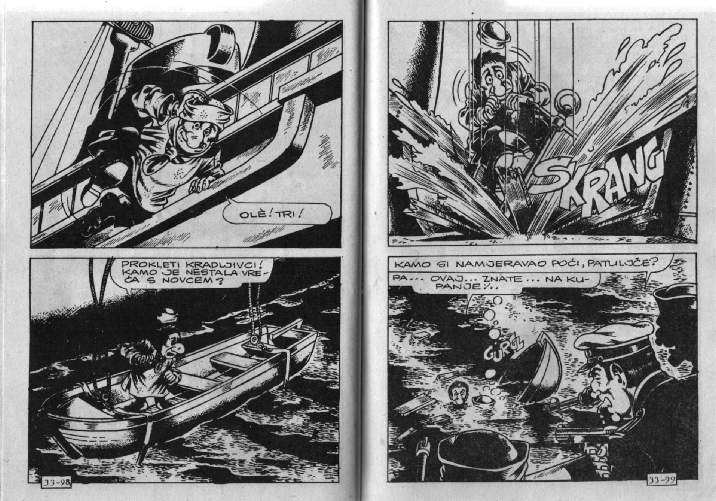 OLÈ! TRI!
PROKLETI KRADLJIVCI!
KAMO JE NESTALA VRE-
ĆA S NOVCEM?
33-98
SKRANG
KAMO SI NAMJERAVAO POĆI, PATULJČE?
PA... OVAJ... ZNATE... NA KU-
PANJE!..
GURGL
33-99